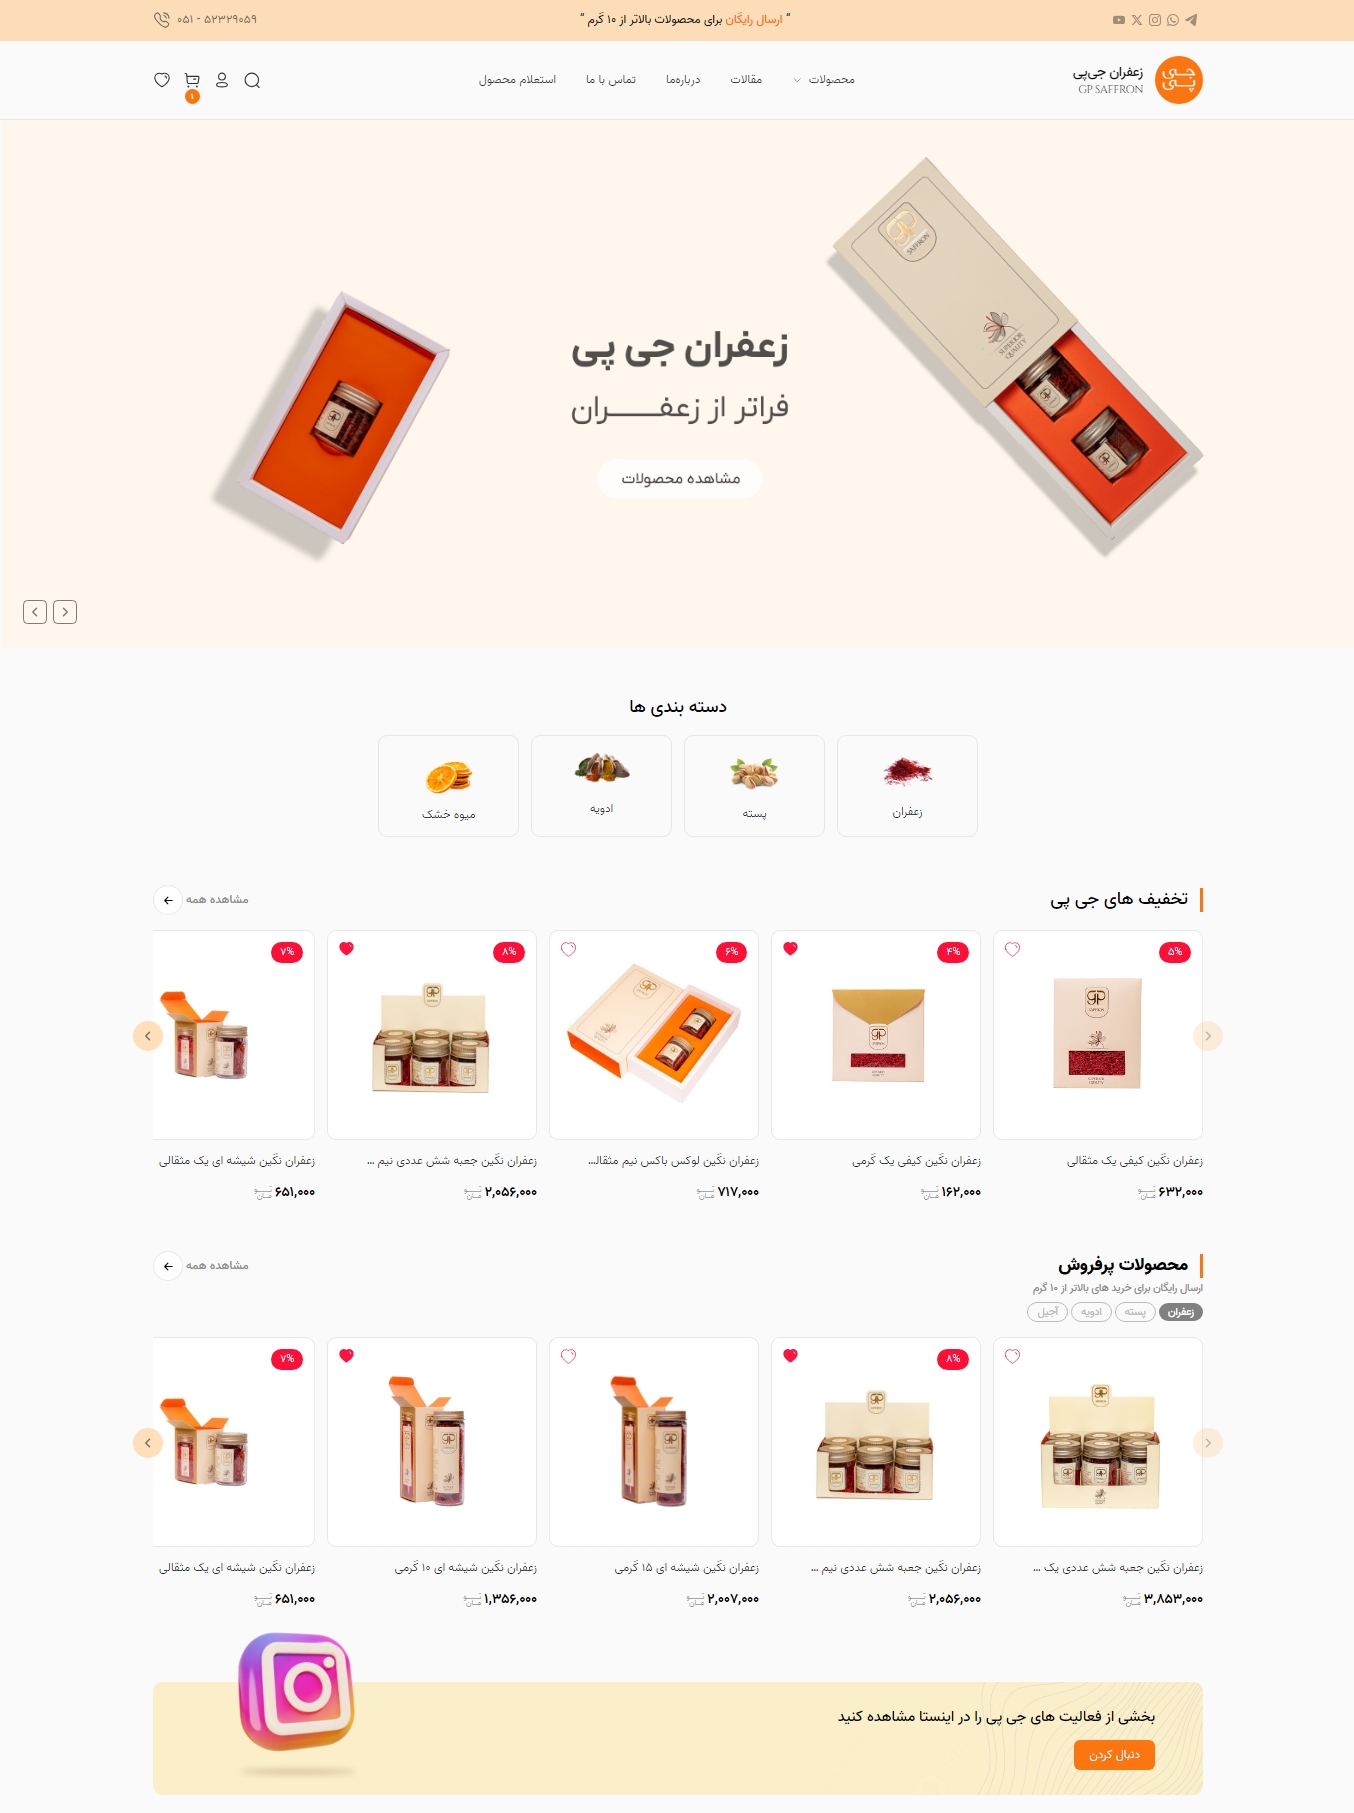 “ ارسال رایگان برای محصولات بالاتر از ۱۰ گرم ”
۰۵۱ - ۵۲۳۲۹۰۵۹
جی پی
زعفران جی‌پی
GP SAFFRON
محصولات
مقالات
درباره‌ما
تماس با ما
استعلام محصول
۱
GP
SAFFRON
SUPERIOR
QUALITY
زعفران جی پی
فراتر از زعفـــــــران
مشاهده محصولات
دسته بندی ها
زعفران
پسته
ادویه
میوه خشک
تخفیف های جی پی
مشاهده همه
۵%
۴%
۶%
۸%
۷%
زعفران نگین کیفی یک مثقالی
زعفران نگین کیفی یک گرمی
زعفران نگین لوکس باکس نیم مثقالـ...
زعفران نگین جعبه شش عددی نیم ...
زعفران نگین شیشه ای یک مثقالی
۶۳۲,۰۰۰ تومان
۱۶۲,۰۰۰ تومان
۷۱۷,۰۰۰ تومان
۲,۰۵۶,۰۰۰ تومان
۶۵۱,۰۰۰ تومان
محصولات پرفروش
مشاهده همه
ارسال رایگان برای خرید های بالاتر از ۱۰ گرم
زعفران
پسته
ادویه
آجیل
۸%
۷%
زعفران نگین جعبه شش عددی یک ...
زعفران نگین جعبه شش عددی نیم ...
زعفران نگین شیشه ای ۱۵ گرمی
زعفران نگین شیشه ای ۱۰ گرمی
زعفران نگین شیشه ای یک مثقالی
۳,۸۵۳,۰۰۰ تومان
۲,۰۵۶,۰۰۰ تومان
۲,۰۰۷,۰۰۰ تومان
۱,۳۵۶,۰۰۰ تومان
۶۵۱,۰۰۰ تومان
بخشی از فعالیت های جی پی را در اینستا مشاهده کنید
دنبال کردن